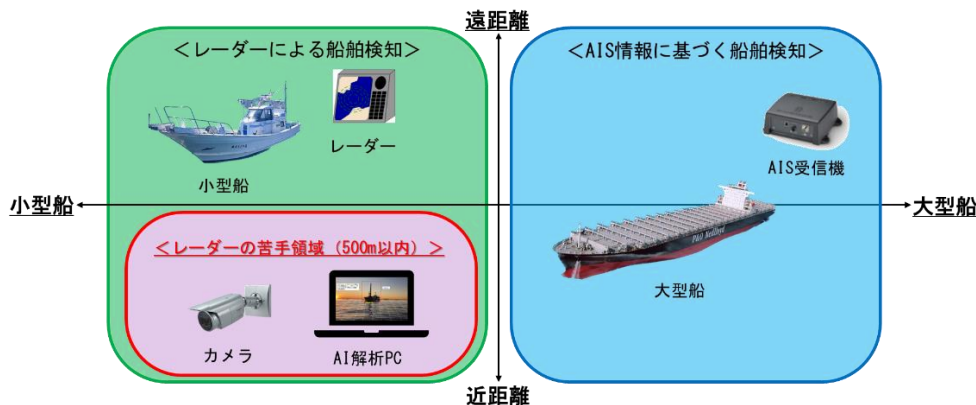 遠距離
<レーダーによる船舶検知>
<AIS情報に基づく船舶検知>
レーダー
小型船
AIS受信機
小型船
大型船
<レーダーの苦手領域(500m以内)>
P&O Nedlloyd
大型船
カメラ
AI解析PC
近距離